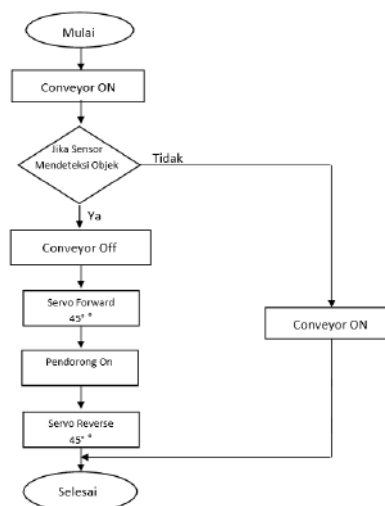 Mulai
Conveyor ON
Jika Sensor
Mendeteksi Objek
Tidak
Ya
Conveyor Off
Servo Forward
45° *
Conveyor ON
Pendorong On
Servo Reverse
45° *
Selesai